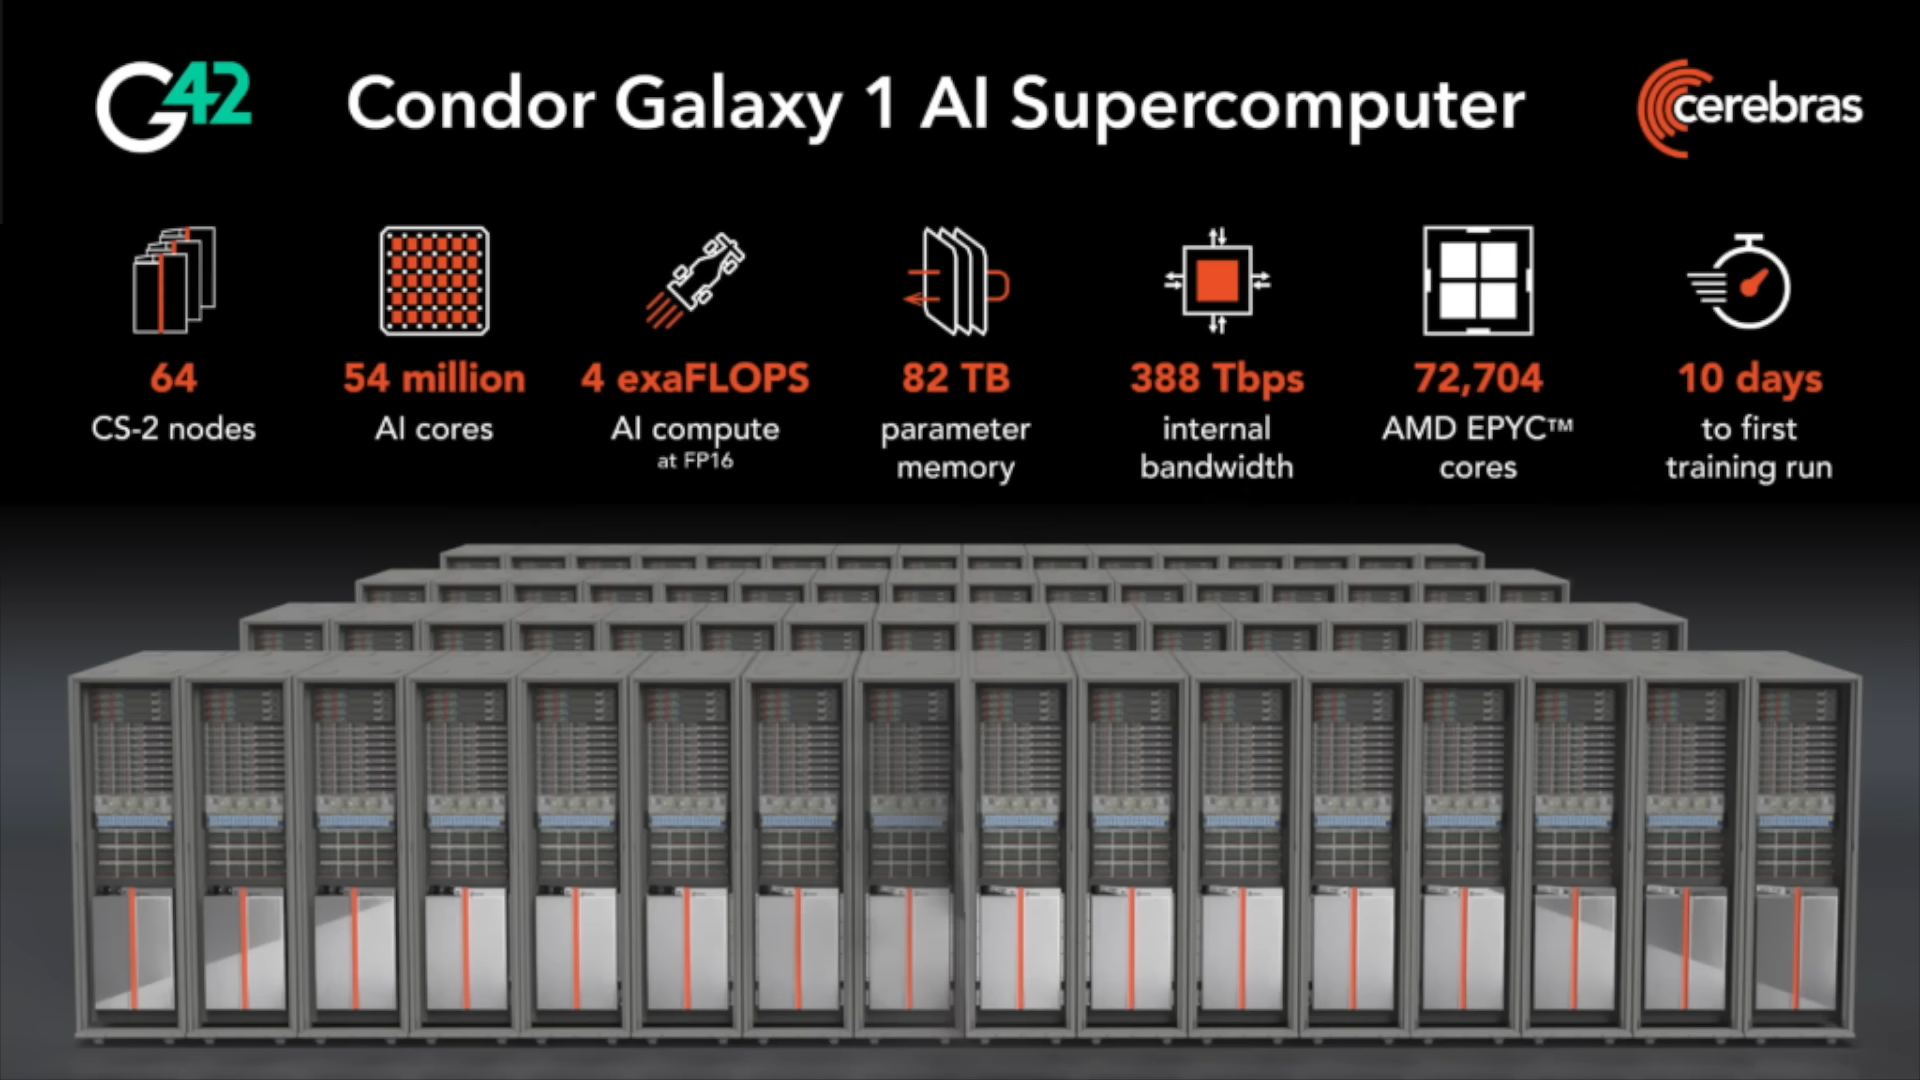 G42
Condor Galaxy 1 AI Supercomputer
cerebras
64
CS-2 nodes
54 million
AI cores
4 exaFLOPS
AI compute
at FP16
82 TB
parameter
memory
388 Tbps
internal
bandwidth
72,704
AMD EPYC™
cores
10 days
to first
training run